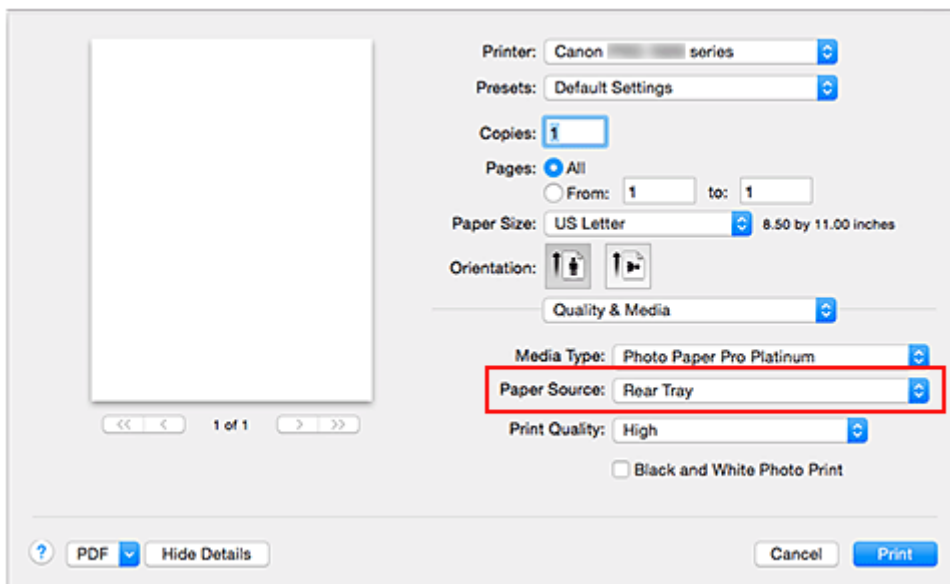 Printer: Canon series
Presets: Default Settings
Copies: 1
Pages: All
From: 1 to: 1
Paper Size: US Letter 8.50 by 11.00 inches
Orientation:
Quality & Media
Media Type: Photo Paper Pro Platinum
Paper Source: Rear Tray
1 of 1
Print Quality: High
Black and White Photo Print
? PDF Hide Details Cancel Print